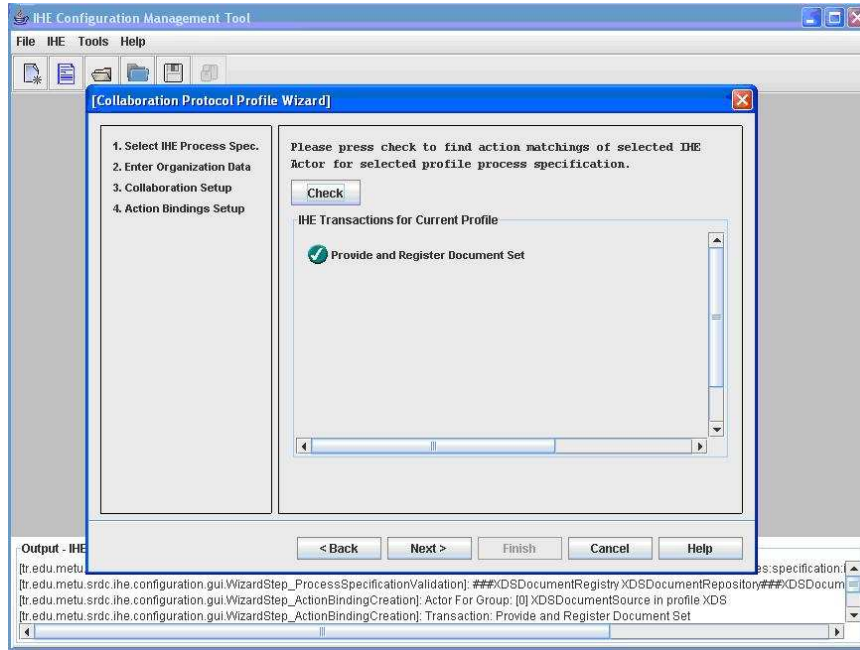 IHE Configuration Management Tool
File IHE Tools Help
[Collaboration Protocol Profile Wizard]
1. Select IHE Process Spec.
2. Enter Organization Data
3. Collaboration Setup
4. Action Bindings Setup
Please press check to find action matchings of selected IHE
Actor for selected profile process specification.
Check
IHE Transactions for Current Profile
Provide and Register Document Set
< Back Next > Finish Cancel Help
Output - IHE
[tr.edu.metu es:specification:
[tr.edu.metu.srdc.ihe.configuration.gui.WizardStep_ProcessSpecificationValidation]: ###XDSDocumentRegistry XDSDocumentRepository###XDSDocum
[tr.edu.metu.srdc.ihe.configuration.gui.WizardStep_ActionBindingCreation]: Actor For Group: [0] XDSDocumentSource in profile XDS
[tr.edu.metu.srdc.ihe.configuration.gui.WizardStep_ActionBindingCreation]: Transaction: Provide and Register Document Set